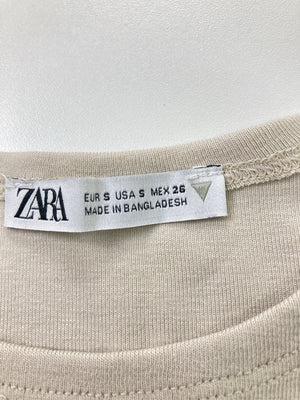 ZARA
EUR S USA S MEX 26
MADE IN BANGLADESH